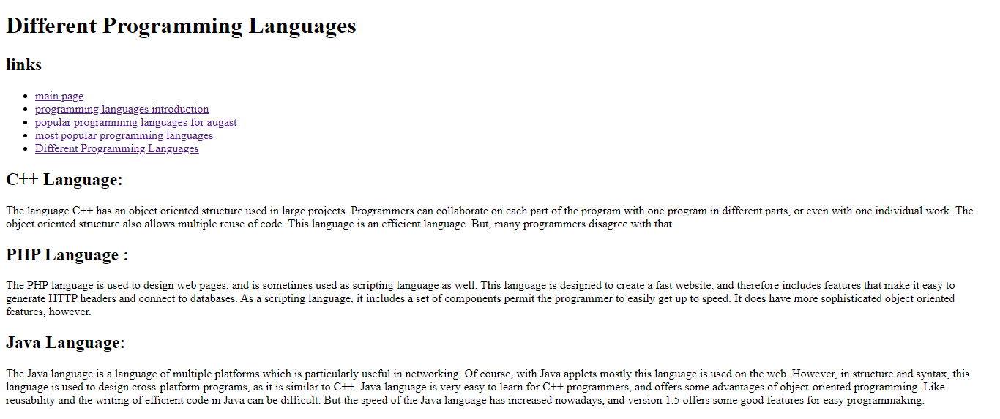 Different Programming Languages
links
main page
programming languages introduction
popular programming languages for augast
most popular programming languages
Different Programming Languages
C++ Language:
The language C++ has an object oriented structure used in large projects. Programmers can collaborate on each part of the program with one program in different parts, or even with one individual work. The
object oriented structure also allows multiple reuse of code. This language is an efficient language. But, many programmers disagree with that
PHP Language :
The PHP language is used to design web pages, and is sometimes used as scripting language as well. This language is designed to create a fast website, and therefore includes features that make it easy to
generate HTTP headers and connect to databases. As a scripting language, it includes a set of components permit the programmer to easily get up to speed. It does have more sophisticated object oriented
features, however.
Java Language:
The Java language is a language of multiple platforms which is particularly useful in networking. Of course, with Java applets mostly this language is used on the web. However, in structure and syntax, this
language is used to design cross-platform programs, as it is similar to C++. Java language is very easy to learn for C++ programmers, and offers some advantages of object-oriented programming. Like
reusability and the writing of efficient code in Java can be difficult. But the speed of the Java language has increased nowadays, and version 1.5 offers some good features for easy programmaking.